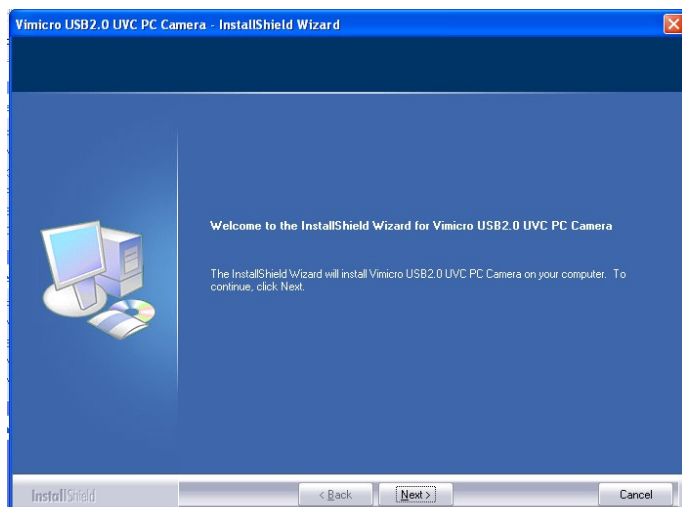 Vimicro USB2.0 UVC PC Camera - InstallShield Wizard
Welcome to the InstallShield Wizard for Vimicro USB2.0 UVC PC Camera
The InstallShield Wizard will install Vimicro USB2.0 UVC PC Camera on your computer. To
continue, click Next.
InstallShield
< Back
Next >
Cancel